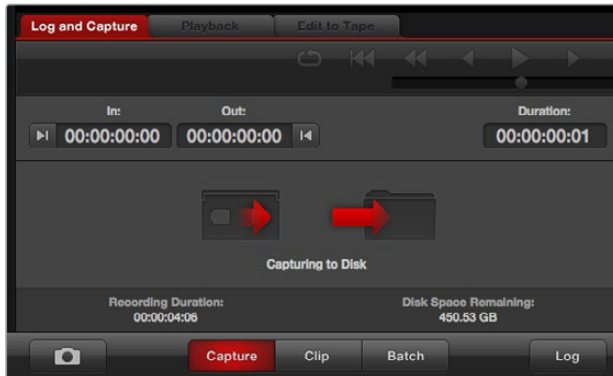 Log and Capture Playback Edit to Tape
In: Out: Duration:
00:00:00:00 00:00:00:00 00:00:00:01
Capturing to Disk
Recording Duration: Disk Space Remaining:
00:00:04:06 450.53 GB
Capture Clip Batch Log